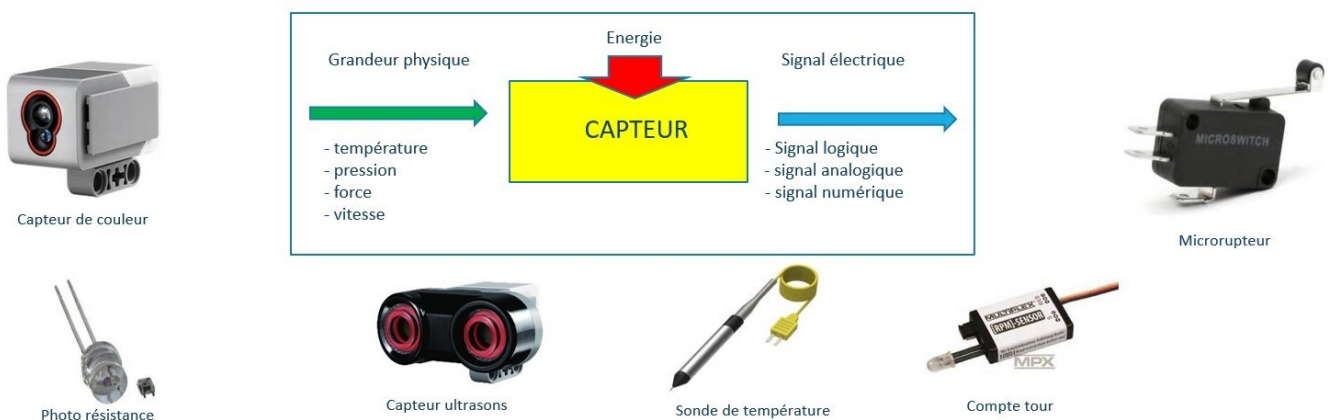 Energie
Grandeur physique
Signal électrique
CAPTEUR
- température
- pression
- force
- vitesse
- Signal logique
- signal analogique
- signal numérique
Capteur de couleur
MICROSWITCH
Microrupteur
Photo résistance
Capteur ultrasons
Sonde de température
MULTIPLEX
(RPM)-SENSOR
MPX
Compte tour